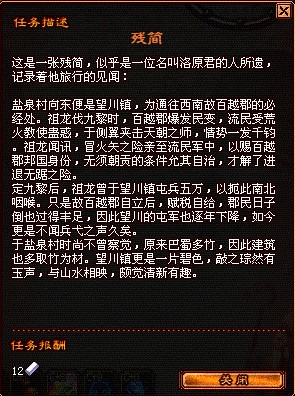 任务描述
残简
这是一张残简，似乎是一位名叫洛原君的人所遗，
记录着他旅行的见闻：
盐泉村向东便是望川镇，为通往西南故百越郡的必
经处。祖龙伐九黎时，百越郡爆发民变，流民受荒
火教使蛊惑，于侧翼夹击天朝之师，情势一发千钧
。祖龙闻讯，冒火矢之险亲至流民军中，以赐百越
郡邦国身份，无须朝贡的条件允其自治，才解了进
退无踞之险。
定九黎后，祖龙曾于望川镇屯兵五万，以扼此南北
咽喉。只是故百越郡自立后，赋税自给，郡民日子
倒也过得丰足，因此望川的屯军也逐年下降，如今
更是不闻兵戈之声久矣。
于盐泉村时尚不曾察觉，原来巴蜀多竹，因此建筑
也多取竹为材。望川镇更是一片碧色，敲之琮然有
玉声，与山水相映，颇觉清新有趣。
任务报酬
12
关闭